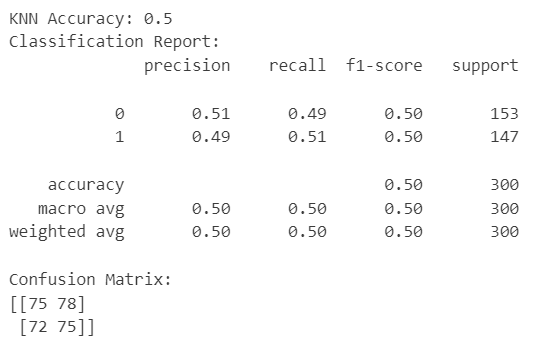 KNN Accuracy: 0.5
Classification Report:
precision recall f1-score support
0 0.51 0.49 0.50 153
1 0.49 0.51 0.50 147
accuracy 0.50 300
macro avg 0.50 0.50 0.50 300
weighted avg 0.50 0.50 0.50 300
Confusion Matrix:
[[75 78]
[72 75]]